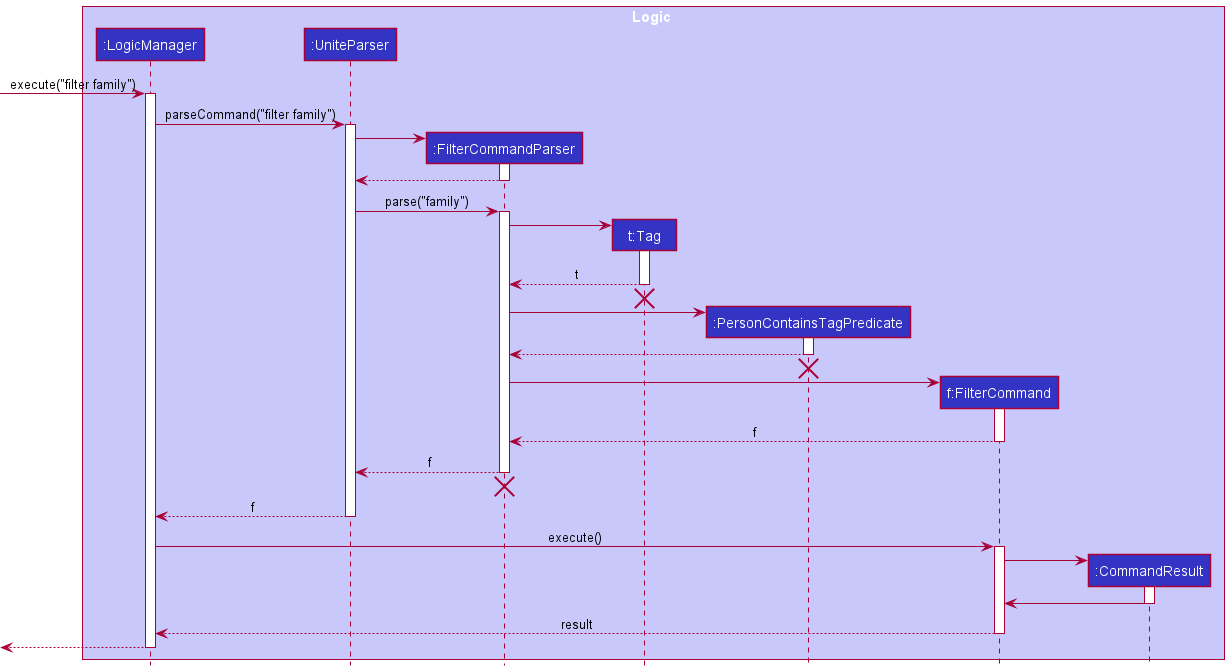 Logic
:LogicManager
:UniteParser
execute("filter family")
parseCommand("filter family")
:FilterCommandParser
parse("family")
t:Tag
t
:PersonContainsTagPredicate
f:FilterCommand
f
f
f
execute()
:CommandResult
result